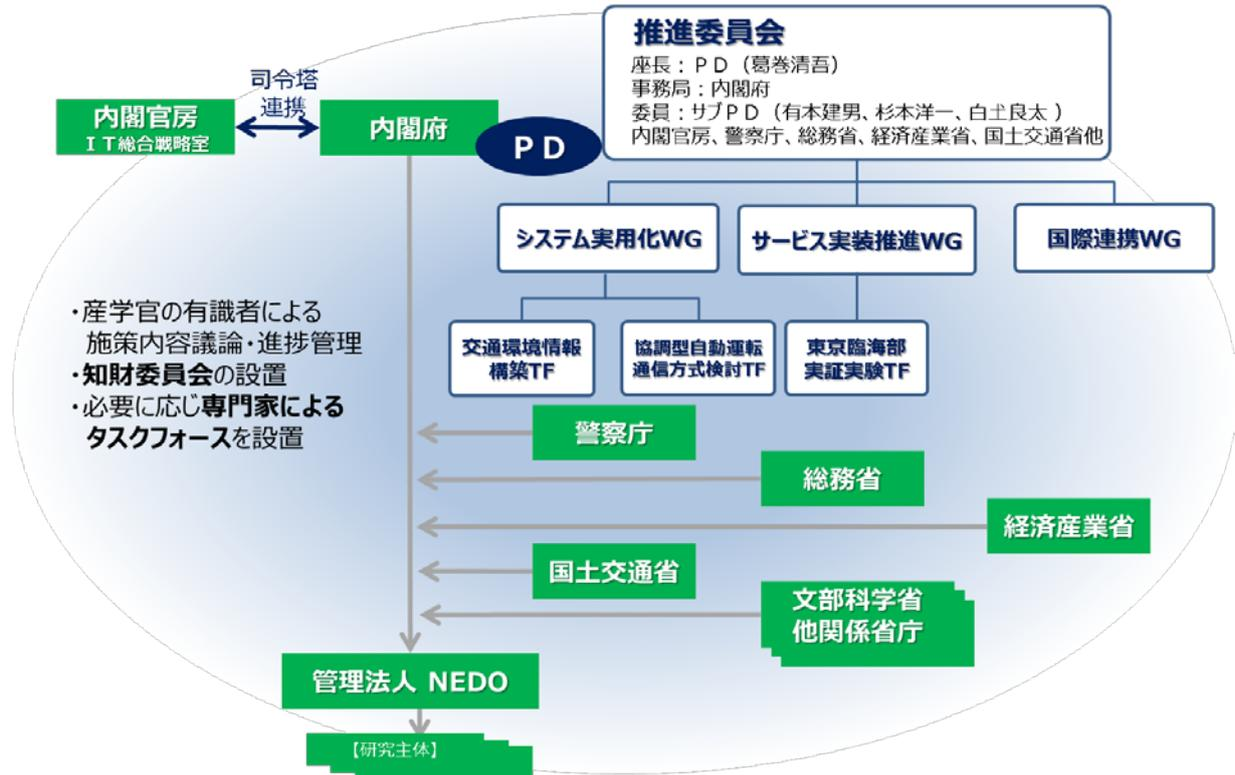 推進委員会
座長：ＰＤ（葛巻清吾）
事務局：内閣府
委員：サブＰＤ（有本建男、杉本洋一、白土良太 ）
内閣官房、警察庁、総務省、経済産業省、国土交通省他
司令塔
連携
内閣官房
ＩＴ総合戦略室
内閣府
ＰＤ
システム実用化WG
サービス実装推進WG
国際連携WG
交通環境情報
構築TF
協調型自動運転
通信方式検討TF
東京臨海部
実証実験TF
・産学官の有識者による
施策内容議論・進捗管理
・知財委員会の設置
・必要に応じ専門家による
タスクフォースを設置
警察庁
総務省
経済産業省
国土交通省
文部科学省
他関係省庁
管理法人 NEDO
【研究主体】